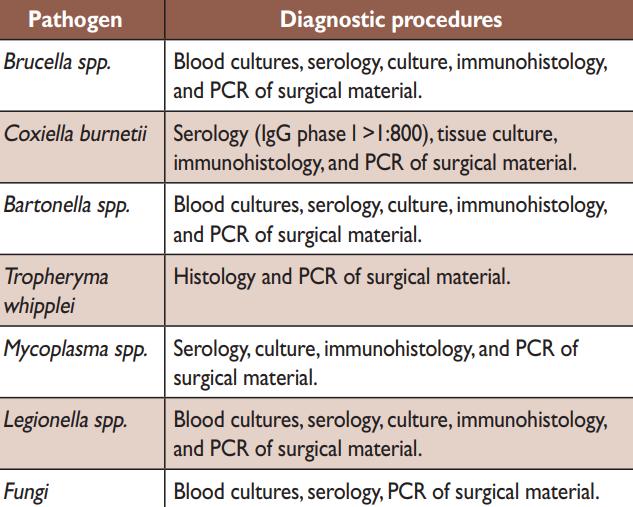 Pathogen Diagnostic procedures
Brucella spp. Blood cultures, serology, culture, immunohistology,
and PCR of surgical material.
Coxiella burnetii Serology (IgG phase I >1:800), tissue culture,
immunohistology, and PCR of surgical material.
Bartonella spp. Blood cultures, serology, culture, immunohistology,
and PCR of surgical material.
Tropheryma Histology and PCR of surgical material.
whipplei
Mycoplasma spp. Serology, culture, immunohistology, and PCR of
surgical material.
Legionella spp. Blood cultures, serology, culture, immunohistology,
and PCR of surgical material.
Fungi Blood cultures, serology, PCR of surgical material.